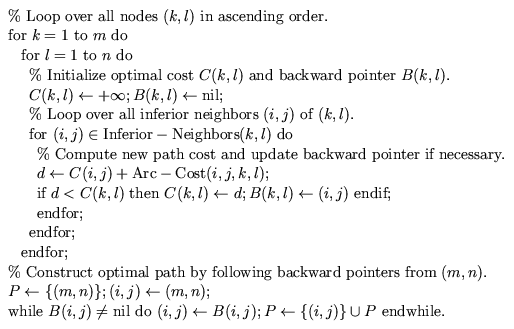 % Loop over all nodes (k, l) in ascending order.
for k = 1 to m do
for l = 1 to n do
% Initialize optimal cost C(k, l) and backward pointer B(k, l).
C(k, l) ← +∞; B(k, l) ← nil;
% Loop over all inferior neighbors (i, j) of (k, l).
for (i, j) ∈ Inferior − Neighbors(k, l) do
% Compute new path cost and update backward pointer if necessary.
d ← C(i, j) + Arc − Cost(i, j, k, l);
if d < C(k, l) then C(k, l) ← d; B(k, l) ← (i, j) endif;
endfor;
endfor;
endfor;
% Construct optimal path by following backward pointers from (m, n).
P ← {(m, n)}; (i, j) ← (m, n);
while B(i, j) ≠ nil do (i, j) ← B(i, j); P ← {(i, j)} ∪ P endwhile.